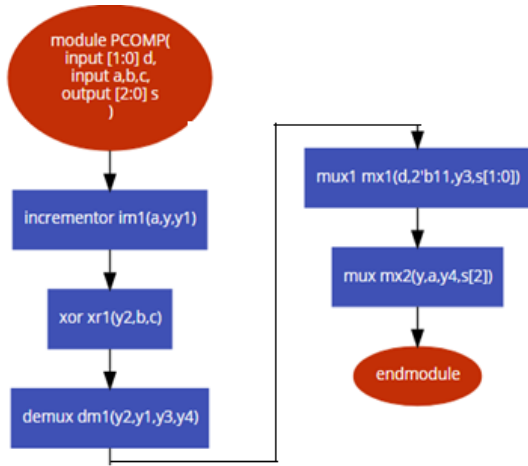 module PCOMP(
input [1:0] d,
input a,b,c,
output [2:0] s
)
incrementor im1(a,y,y1)
xor xr1(y2,b,c)
demux dm1(y2,y1,y3,y4)
mux1 mx1(d,2'b11,y3,s[1:0])
mux mx2(y,a,y4,s[2])
endmodule